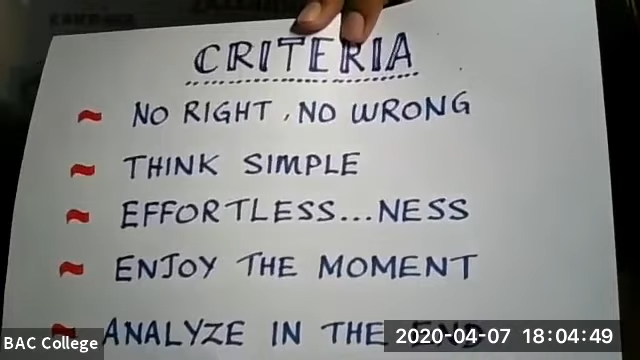 CRITERIA
~ NO RIGHT, NO WRONG
~ THINK SIMPLE
~ EFFORTLESS...NESS
~ ENJOY THE MOMENT
~ ANALYZE IN THE END
BAC College
2020-04-07 18:04:49